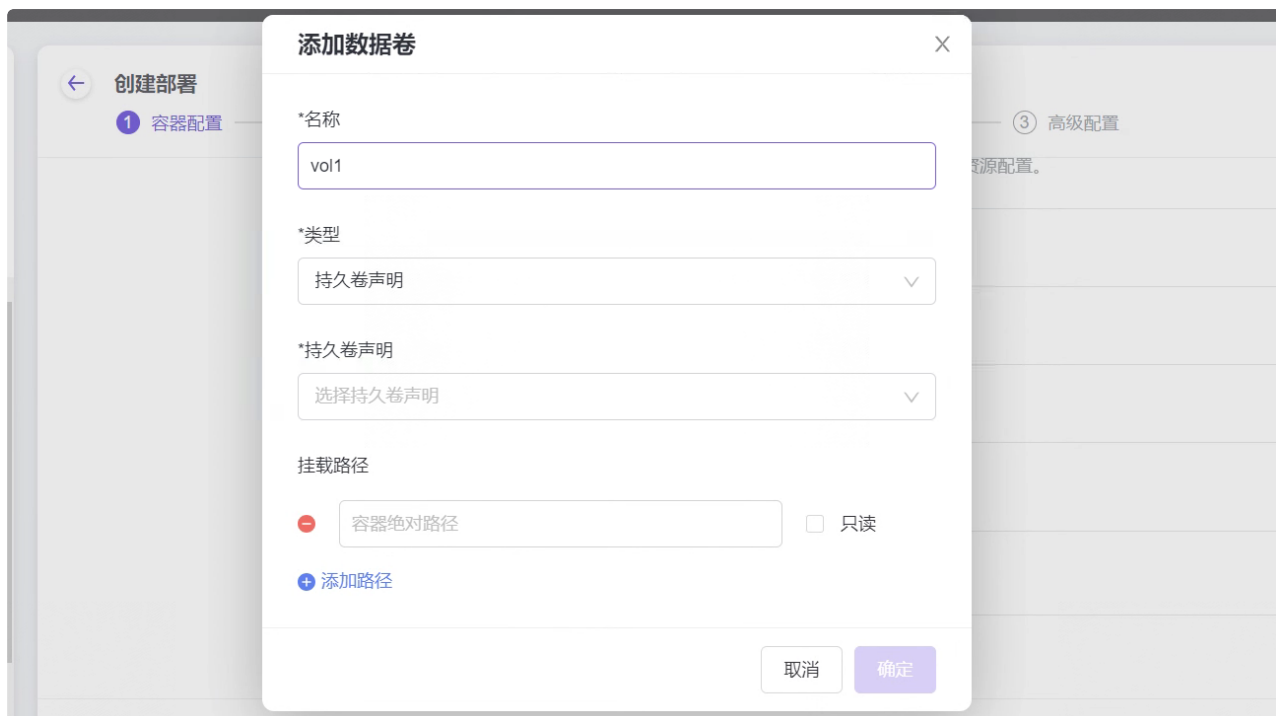 添加数据卷
创建部署
1 容器配置
3 高级配置
资源配置。
*名称
vol1
*类型
持久卷声明
*持久卷声明
选择持久卷声明
挂载路径
容器绝对路径
只读
添加路径
取消
确定